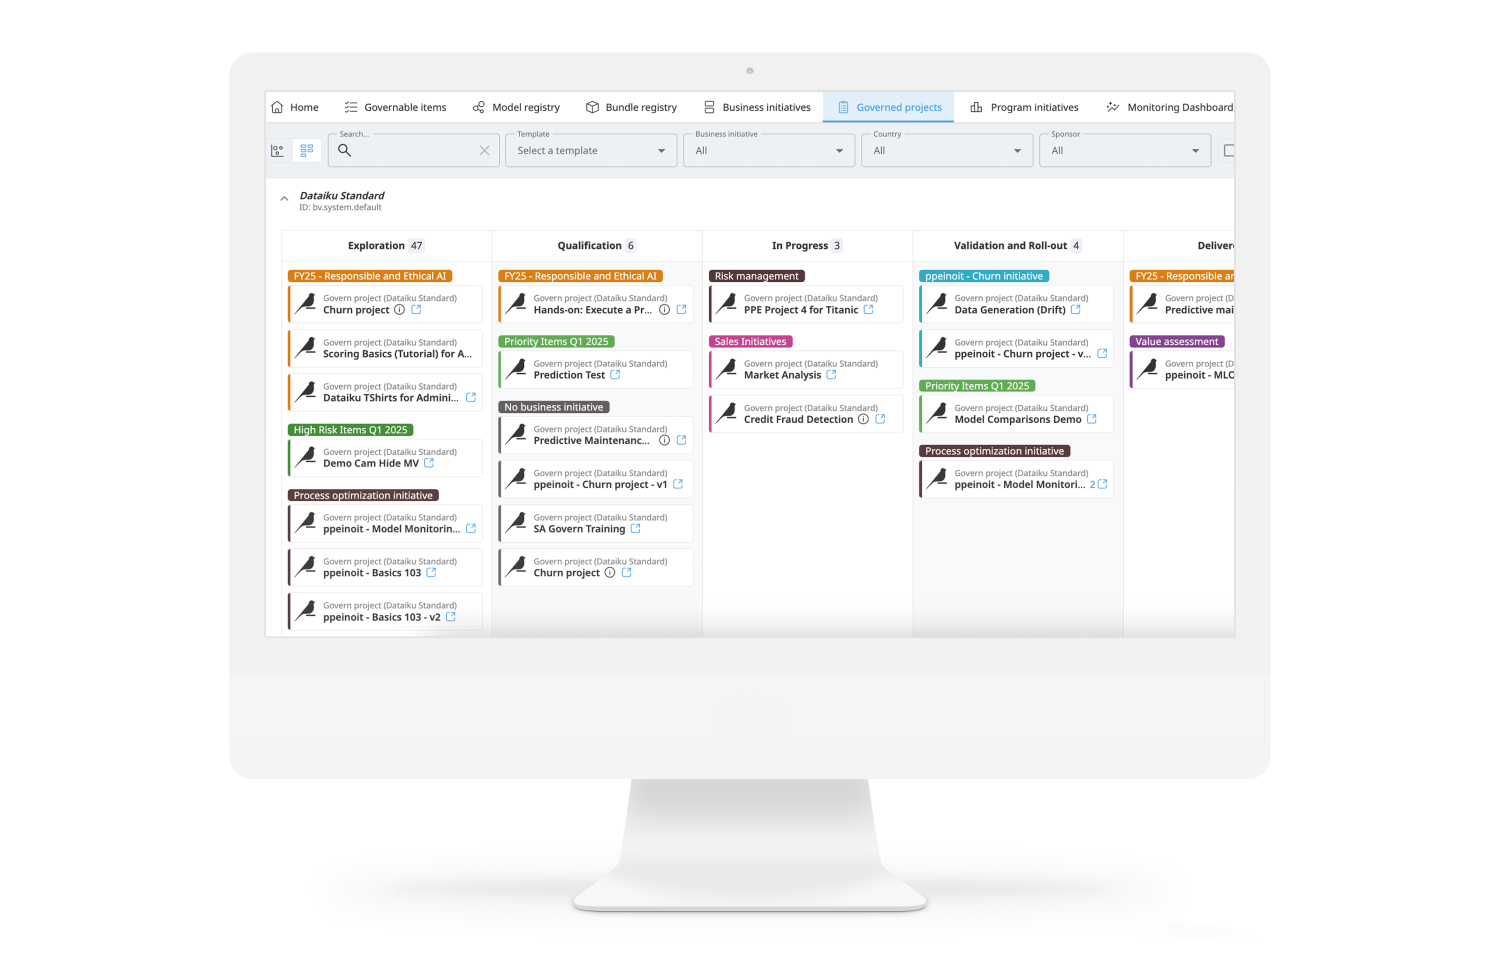 Home
Governable items
Model registry
Bundle registry
Business initiatives
Governed projects
Program initiatives
Monitoring Dashboard
Search...
Template
Select a template
Business initiative
All
Country
All
Sponsor
All
Dataiku Standard
ID: bv.system.default
Exploration 47
FY25 - Responsible and Ethical AI
Govern project (Dataiku Standard)
Churn project
Govern project (Dataiku Standard)
Scoring Basics (Tutorial) for A...
Govern project (Dataiku Standard)
Dataiku TShirts for Admini...
High Risk Items Q1 2025
Govern project (Dataiku Standard)
Demo Cam Hide MV
Process optimization initiative
Govern project (Dataiku Standard)
ppeinoit - Model Monitorin...
Govern project (Dataiku Standard)
ppeinoit - Basics 103
Govern project (Dataiku Standard)
ppeinoit - Basics 103 - v2
Qualification 6
FY25 - Responsible and Ethical AI
Govern project (Dataiku Standard)
Hands-on: Execute a Pr...
Priority Items Q1 2025
Govern project (Dataiku Standard)
Prediction Test
No business initiative
Govern project (Dataiku Standard)
Predictive Maintenanc...
Govern project (Dataiku Standard)
ppeinoit - Churn project - v1
Govern project (Dataiku Standard)
SA Govern Training
Govern project (Dataiku Standard)
Churn project
In Progress 3
Risk management
Govern project (Dataiku Standard)
PPE Project 4 for Titanic
Sales Initiatives
Govern project (Dataiku Standard)
Market Analysis
Govern project (Dataiku Standard)
Credit Fraud Detection
Validation and Roll-out 4
ppeinoit - Churn initiative
Govern project (Dataiku Standard)
Data Generation (Drift)
Govern project (Dataiku Standard)
ppeinoit - Churn project - v...
Priority Items Q1 2025
Govern project (Dataiku Standard)
Model Comparisons Demo
Process optimization initiative
Govern project (Dataiku Standard)
ppeinoit - Model Monitori... 2
Deliver
FY25 - Responsible a
Govern project (D
Predictive mai
Value assessment
Govern project (D
ppeinoit - MLO